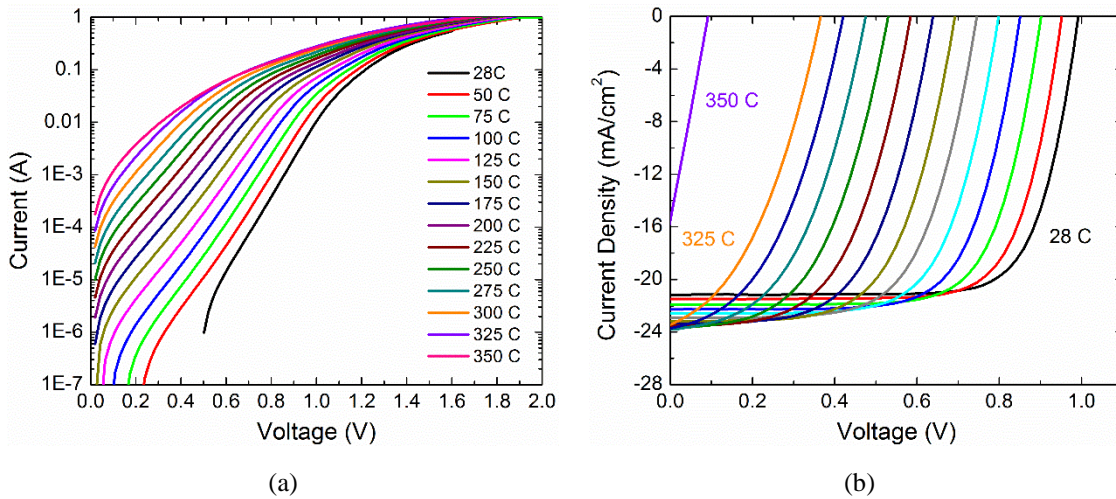 Current (A)
1
0.1
0.01
1E-3
1E-4
1E-5
1E-6
1E-7
0.0 0.2 0.4 0.6 0.8 1.0 1.2 1.4 1.6 1.8 2.0
Voltage (V)
28C
50 C
75 C
100 C
125 C
150 C
175 C
200 C
225 C
250 C
275 C
300 C
325 C
350 C
(a)
Current Density (mA/cm²)
0
-4
-8
-12
-16
-20
-24
-28
0.0 0.2 0.4 0.6 0.8 1.0
Voltage (V)
350 C
325 C
28 C
(b)